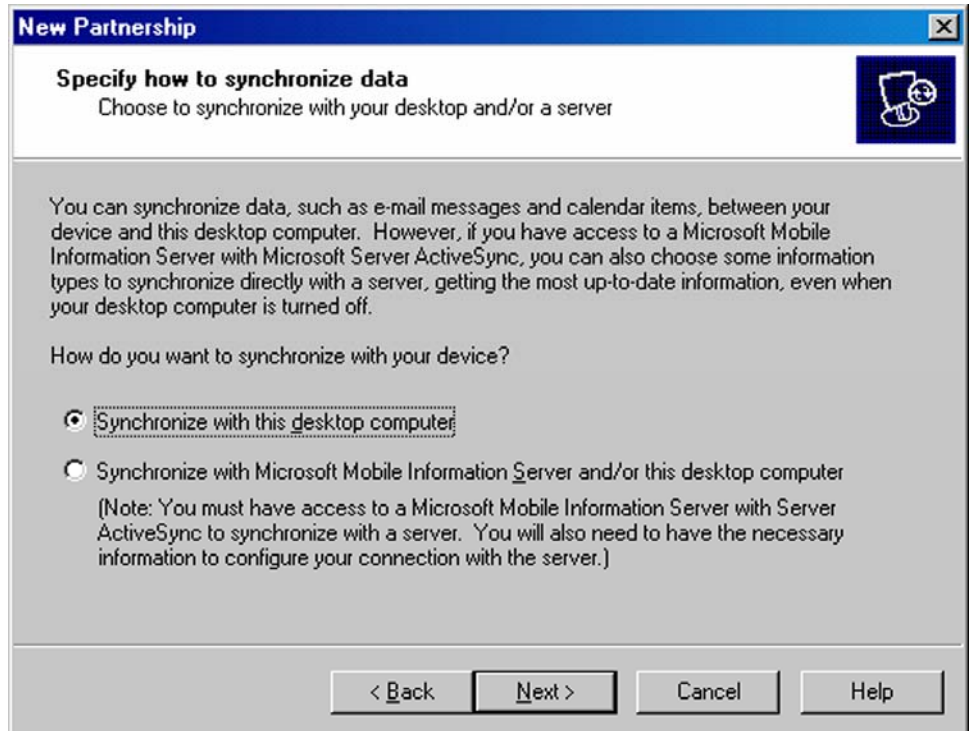 New Partnership
Specify how to synchronize data
Choose to synchronize with your desktop and/or a server
You can synchronize data, such as e-mail messages and calendar items, between your
device and this desktop computer.  However, if you have access to a Microsoft Mobile
Information Server with Microsoft Server ActiveSync, you can also choose some information
types to synchronize directly with a server, getting the most up-to-date information, even when
your desktop computer is turned off.
How do you want to synchronize with your device?
Synchronize with this desktop computer
Synchronize with Microsoft Mobile Information Server and/or this desktop computer
(Note: You must have access to a Microsoft Mobile Information Server with Server
ActiveSync to synchronize with a server.  You will also need to have the necessary
information to configure your connection with the server.)
< Back Next > Cancel Help